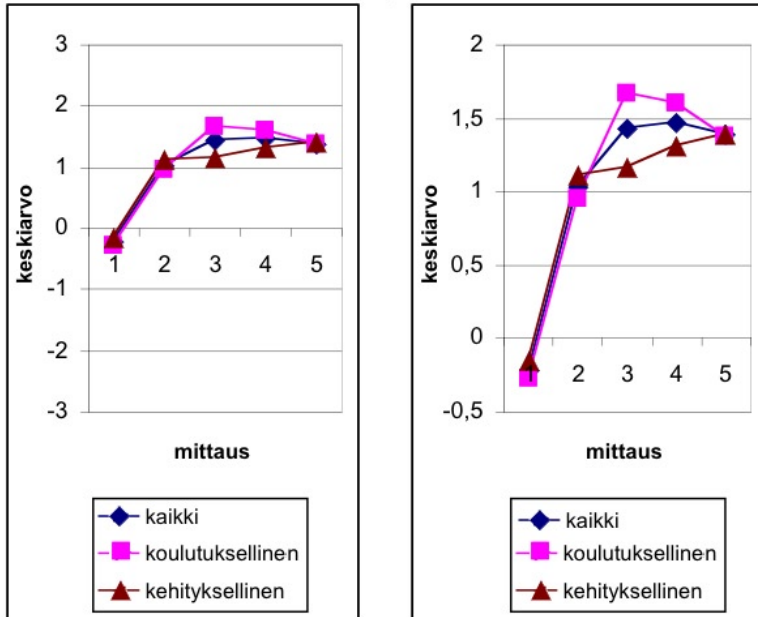 3
2
1
0
-1
-2
-3
keskiarvo
1 2 3 4 5
mittaus
kaikki
koulutuksellinen
kehityksellinen
2
1,5
1
0,5
0
-0,5
keskiarvo
1 2 3 4 5
mittaus
kaikki
koulutuksellinen
kehityksellinen